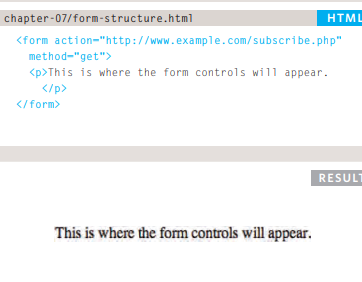 chapter-07/form-structure.html HTML
<form action="http://www.example.com/subscribe.php"
method="get">
<p>This is where the form controls will appear.
</p>
</form>
RESULT
This is where the form controls will appear.